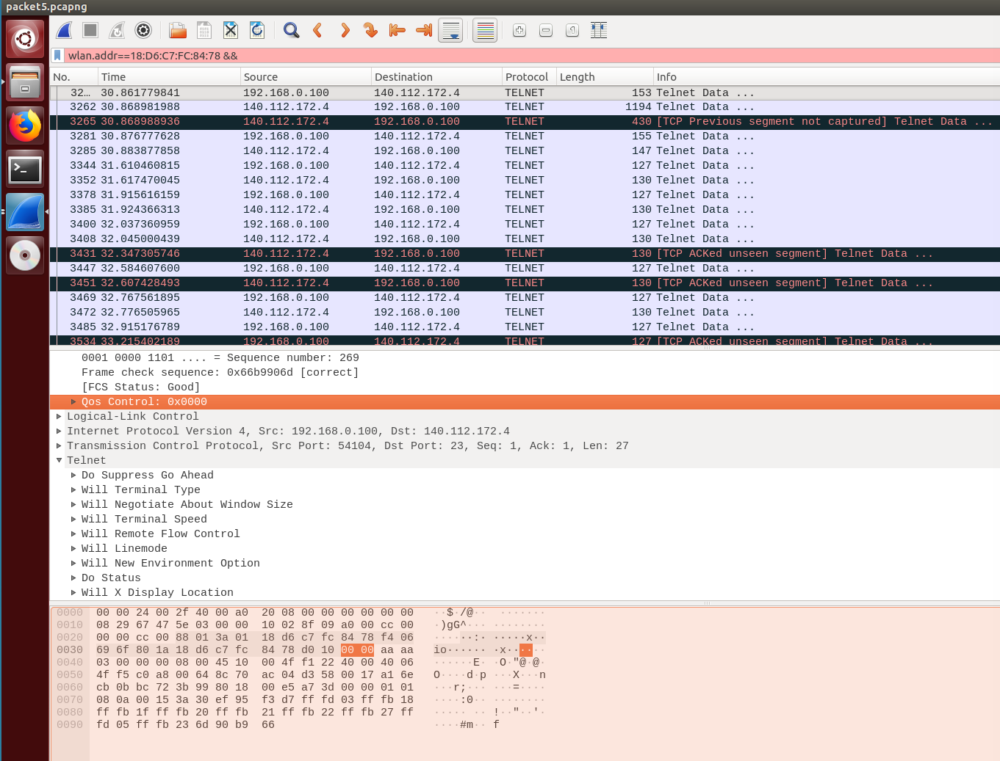 packet5.pcapng
wlan.addr==18:D6:C7:FC:84:78 &&
No. Time Source Destination Protocol Length Info
32… 30.861779841 192.168.0.100 140.112.172.4 TELNET 153 Telnet Data ...
3262 30.868981988 140.112.172.4 192.168.0.100 TELNET 1194 Telnet Data ...
3265 30.868988936 140.112.172.4 192.168.0.100 TELNET 430 [TCP Previous segment not captured] Telnet Data ...
3281 30.876777628 192.168.0.100 140.112.172.4 TELNET 155 Telnet Data ...
3285 30.883877858 192.168.0.100 140.112.172.4 TELNET 147 Telnet Data ...
3344 31.610460815 192.168.0.100 140.112.172.4 TELNET 127 Telnet Data ...
3352 31.617470045 140.112.172.4 192.168.0.100 TELNET 130 Telnet Data ...
3378 31.915616159 192.168.0.100 140.112.172.4 TELNET 127 Telnet Data ...
3385 31.924366313 140.112.172.4 192.168.0.100 TELNET 130 Telnet Data ...
3400 32.037360959 192.168.0.100 140.112.172.4 TELNET 127 Telnet Data ...
3408 32.045000439 140.112.172.4 192.168.0.100 TELNET 130 Telnet Data ...
3431 32.347305746 140.112.172.4 192.168.0.100 TELNET 130 [TCP ACKed unseen segment] Telnet Data ...
3447 32.584607600 192.168.0.100 140.112.172.4 TELNET 127 Telnet Data ...
3451 32.607428493 140.112.172.4 192.168.0.100 TELNET 130 [TCP ACKed unseen segment] Telnet Data ...
3469 32.767561895 192.168.0.100 140.112.172.4 TELNET 127 Telnet Data ...
3472 32.776505965 140.112.172.4 192.168.0.100 TELNET 130 Telnet Data ...
3485 32.915176789 192.168.0.100 140.112.172.4 TELNET 127 Telnet Data ...
3534 33.215402189 192.168.0.100 140.112.172.4 TELNET 127 [TCP ACKed unseen segment] Telnet Data ...
0001 0000 1101 .... = Sequence number: 269
Frame check sequence: 0x66b9906d [correct]
[FCS Status: Good]
Qos Control: 0x0000
Logical-Link Control
Internet Protocol Version 4, Src: 192.168.0.100, Dst: 140.112.172.4
Transmission Control Protocol, Src Port: 54104, Dst Port: 23, Seq: 1, Ack: 1, Len: 27
Telnet
Do Suppress Go Ahead
Will Terminal Type
Will Negotiate About Window Size
Will Terminal Speed
Will Remote Flow Control
Will Linemode
Will New Environment Option
Do Status
Will X Display Location
0000 00 00 24 00 2f 40 00 a0 20 08 00 00 00 00 00 00 ··$·/@·· ·······
0010 08 29 67 47 5e 03 00 00 10 02 8f 09 a0 00 cc 00 ·)gG^··· ········
0020 00 00 cc 00 88 01 3a 01 18 d6 c7 fc 84 78 f4 06 ······:· ·····x··
0030 69 6f 80 1a 18 d6 c7 fc 84 78 d0 10 00 00 aa aa io······ ·x······
0040 03 00 00 00 08 00 45 10 00 4f f1 22 40 00 40 06 ······E· ·O·"@·@·
0050 4f f5 c0 a8 00 64 8c 70 ac 04 d3 58 00 17 a1 6e O····d·p ···X···n
0060 cb 0b bc 72 3b 99 80 18 00 e5 a7 3d 00 00 01 01 ···r;··· ···=····
0070 08 0a 00 15 3a 30 ef 95 f3 d7 ff fd 03 ff fb 18 ····:0·· ········
0080 ff fb 1f ff fb 20 ff fb 21 ff fb 22 ff fb 27 ff ····· ·· !··"··'·
0090 fd 05 ff fb 23 6d 90 b9 66 ····#m·· f